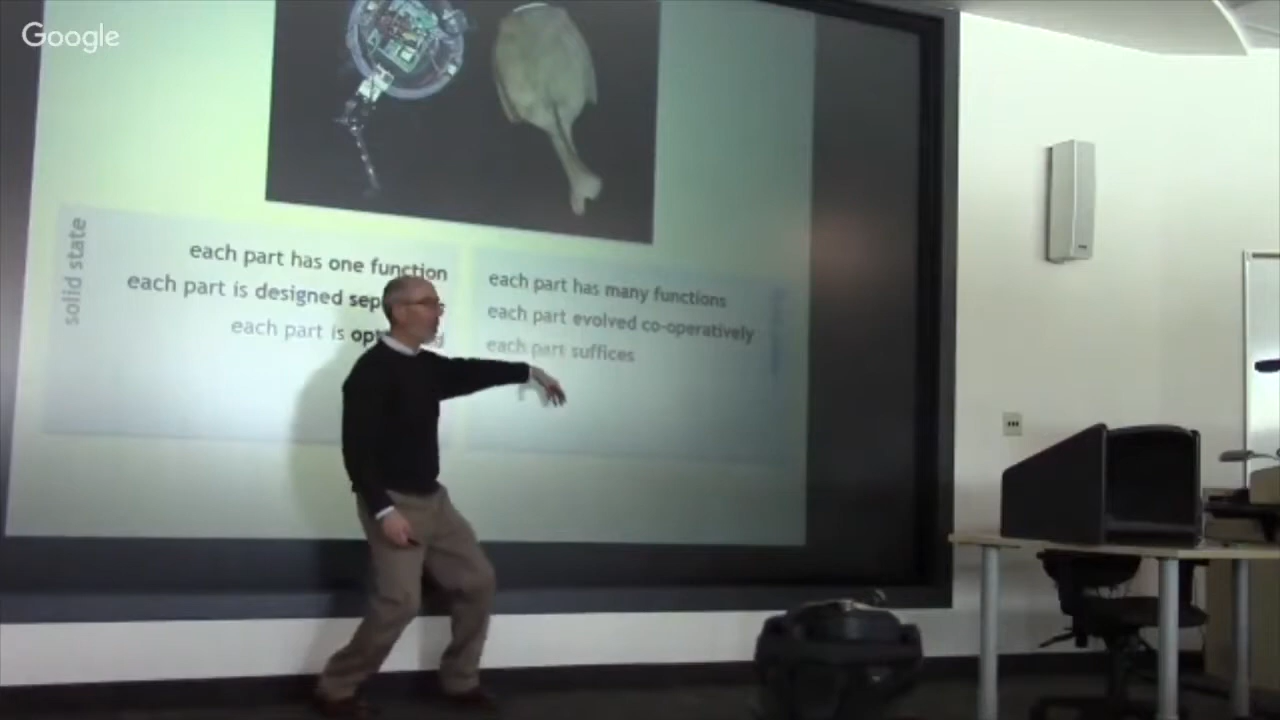 Google
solid state
each part has one function
each part is designed sep
each part is op
each part has many functions
each part evolved co-operatively
each part suffices